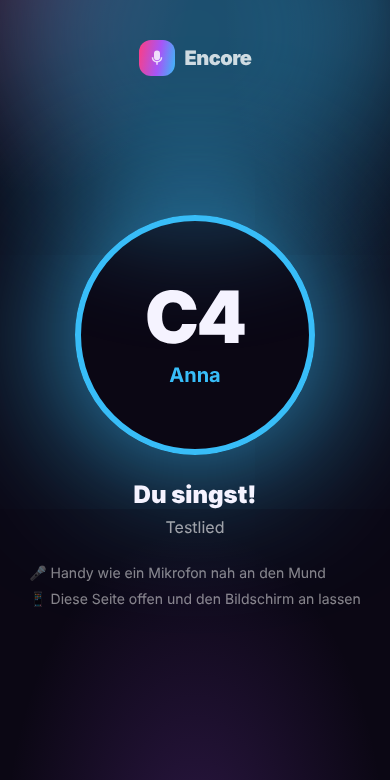 Encore
C4
Anna
Du singst!
Testlied
🎤 Handy wie ein Mikrofon nah an den Mund
📱 Diese Seite offen und den Bildschirm an lassen